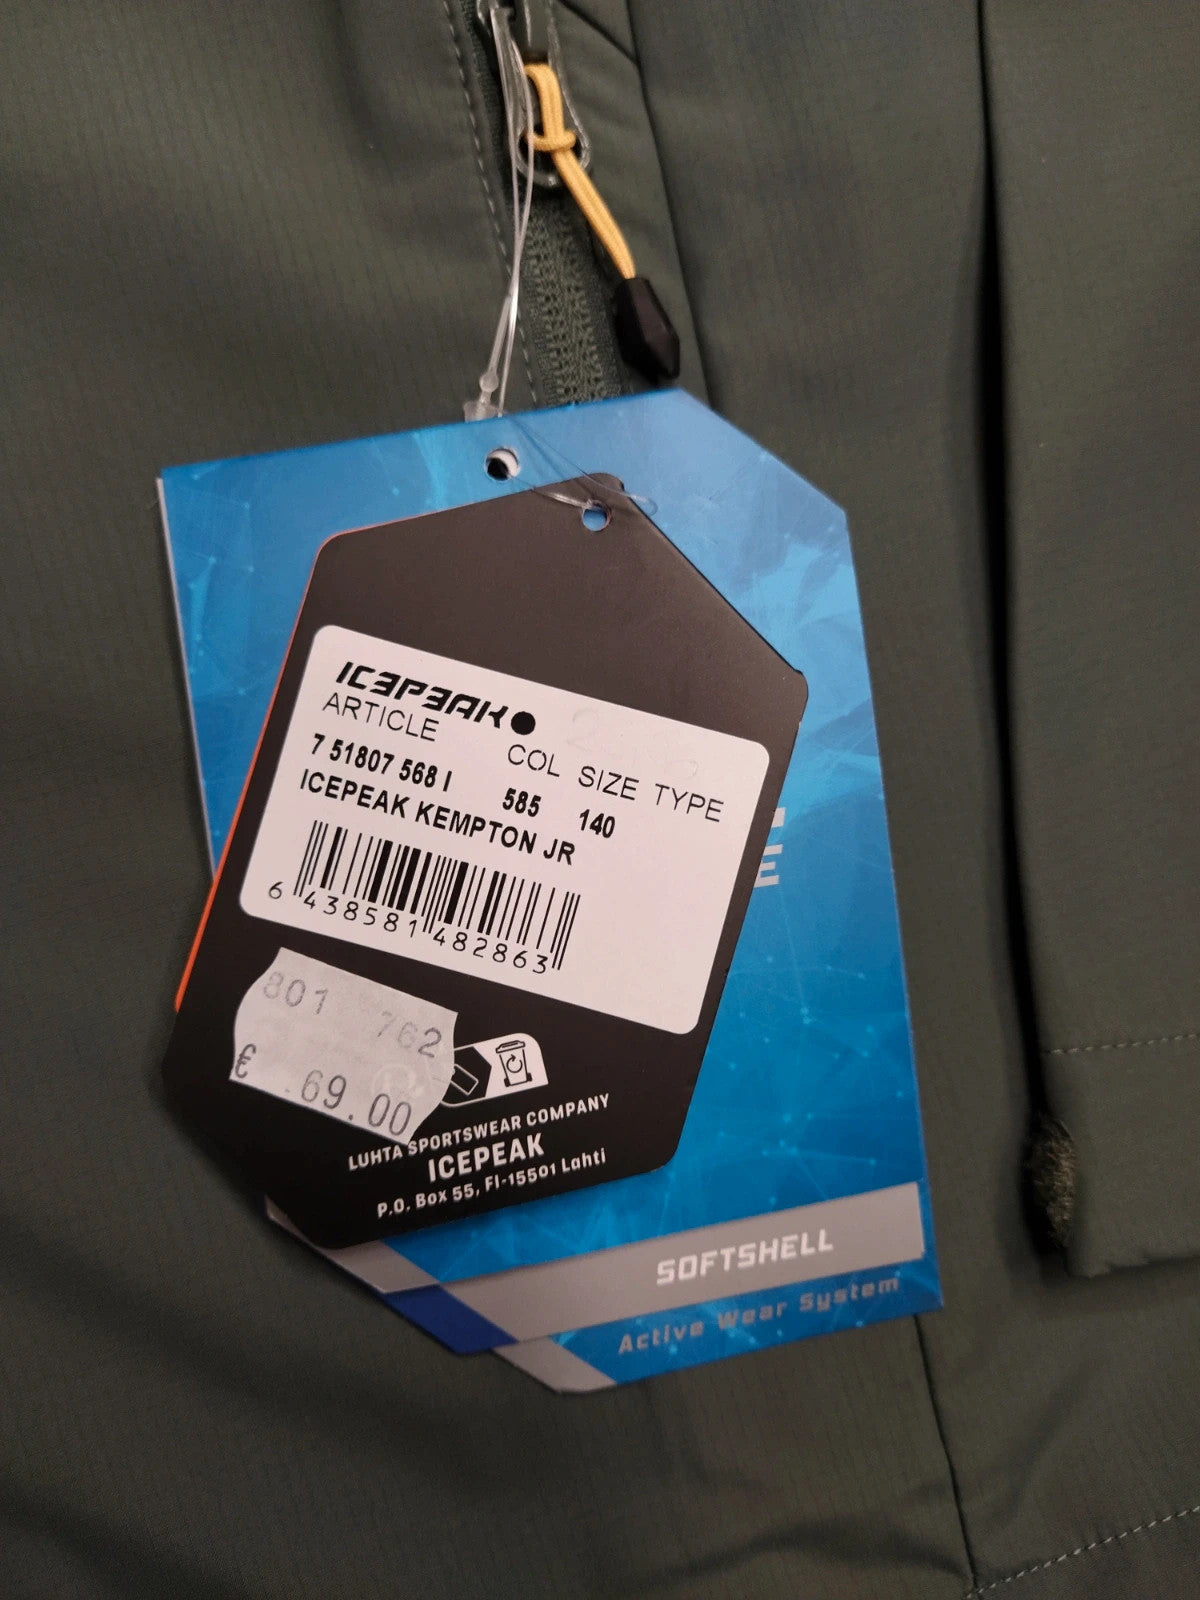 ICEPEAK
ARTICLE COL SIZE TYPE
7 51807 568 I 585 140
ICEPEAK KEMPTON JR
6 438581 482863
801 762
€ .69.00
LUHTA SPORTSWEAR COMPANY
ICEPEAK
P.O. Box 55, FI-15501 Lahti
E
SOFTSHELL
Active Wear System